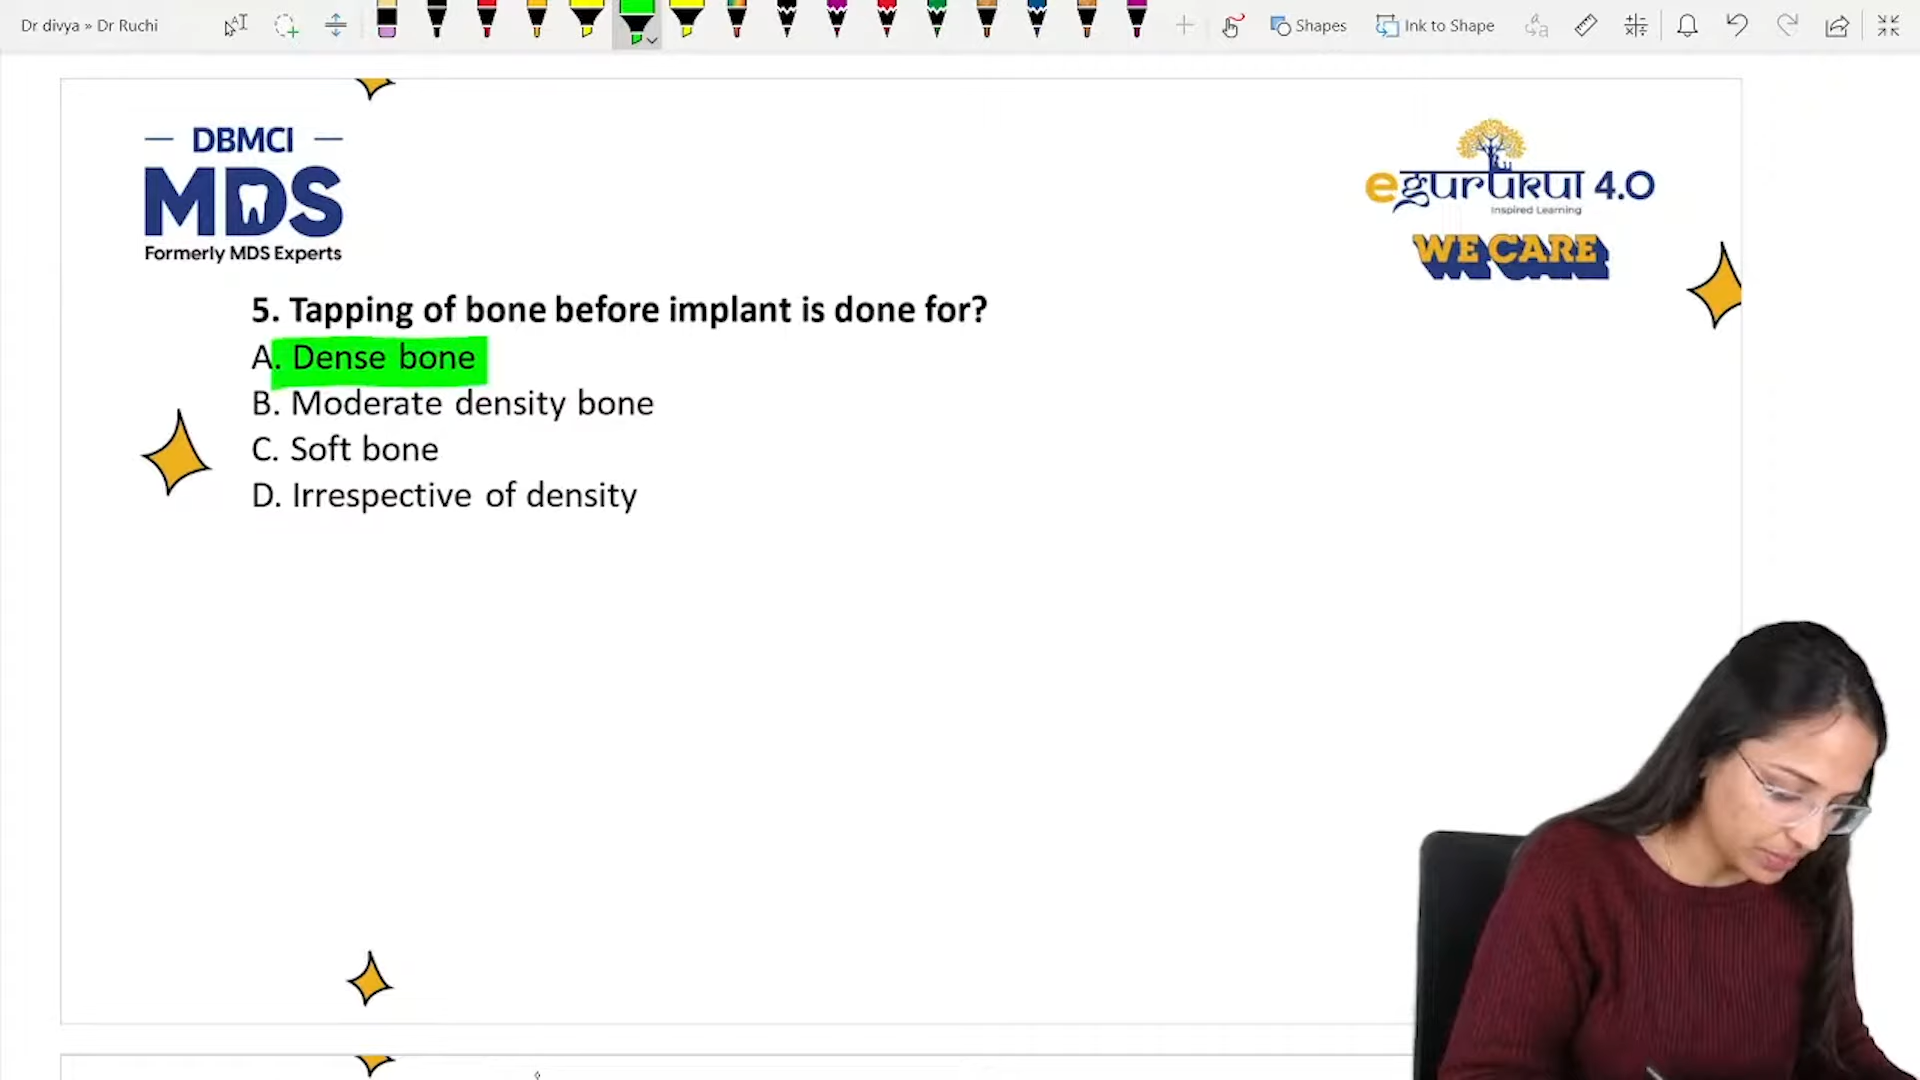 Dr divya » Dr Ruchi
Shapes
Ink to Shape
DBMCI
MDS
Formerly MDS Experts
eगुरुkul 4.0
Inspired Learning
WE CARE
5. Tapping of bone before implant is done for?
A. Dense bone
B. Moderate density bone
C. Soft bone
D. Irrespective of density